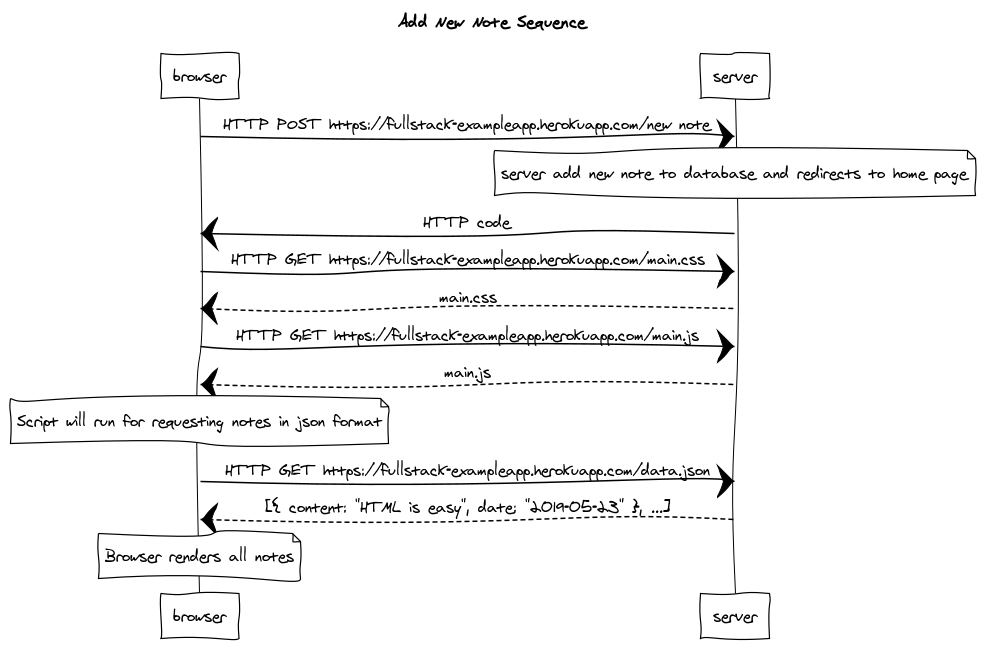 Add New Note Sequence
browser
server
HTTP POST https://fullstack-exampleapp.herokuapp.com/new note
server add new note to database and redirects to home page
HTTP code
HTTP GET https://fullstack-exampleapp.herokuapp.com/main.css
main.css
HTTP GET https://fullstack-exampleapp.herokuapp.com/main.js
main.js
Script will run for requesting notes in json format
HTTP GET https://fullstack-exampleapp.herokuapp.com/data.json
[{ content: "HTML is easy", date: "2019-05-23" }, ...]
Browser renders all notes
browser
server